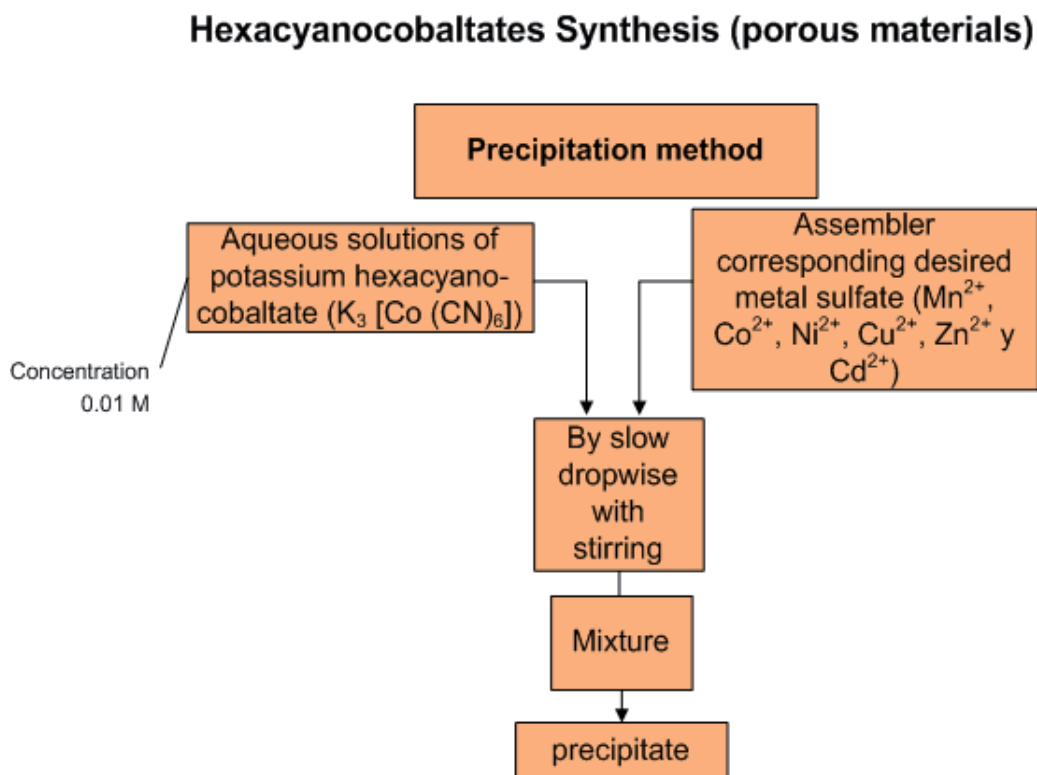 Hexacyanocobaltates Synthesis (porous materials)
Precipitation method
Aqueous solutions of
potassium hexacyano-
cobaltate (K₃ [Co (CN)₆])
Concentration
0.01 M
Assembler
corresponding desired
metal sulfate (Mn²⁺,
Co²⁺, Ni²⁺, Cu²⁺, Zn²⁺ y
Cd²⁺)
By slow
dropwise
with
stirring
Mixture
precipitate